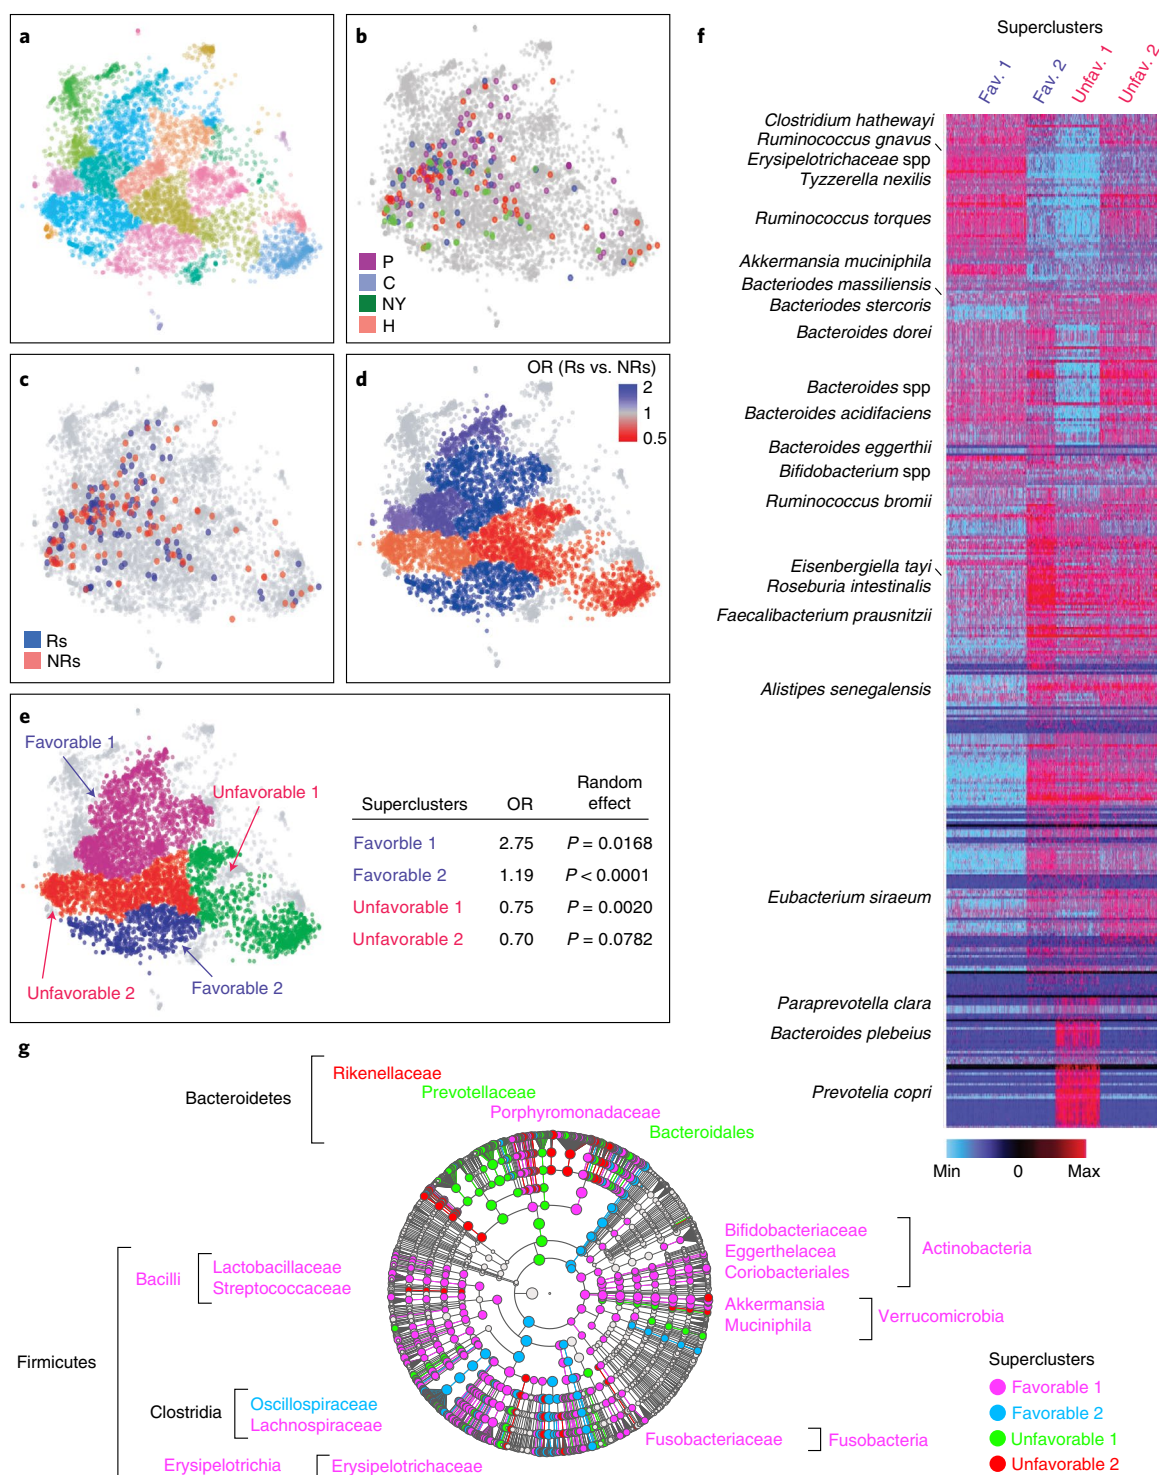 a
b
P
C
NY
H
c
Rs
NRs
d
OR (Rs vs. NRs)
2
1
0.5
e
Favorable 1
Unfavorable 1
Unfavorable 2
Favorable 2
Superclusters OR Random effect
Favorble 1 2.75 P = 0.0168
Favorable 2 1.19 P < 0.0001
Unfavorable 1 0.75 P = 0.0020
Unfavorable 2 0.70 P = 0.0782
f
Superclusters
Fav. 1
Fav. 2
Unfav. 1
Unfav. 2
Clostridium hathewayi
Ruminococcus gnavus
Erysipelotrichaceae spp
Tyzzerella nexilis
Ruminococcus torques
Akkermansia muciniphila
Bacteriodes massiliensis
Bacteriodes stercoris
Bacteroides dorei
Bacteroides spp
Bacteroides acidifaciens
Bacteroides eggerthii
Bifidobacterium spp
Ruminococcus bromii
Eisenbergiella tayi
Roseburia intestinalis
Faecalibacterium prausnitzii
Alistipes senegalensis
Eubacterium siraeum
Paraprevotella clara
Bacteroides plebeius
Prevotelia copri
Min 0 Max
g
Bacteroidetes
Rikenellaceae
Prevotellaceae
Porphyromonadaceae
Bacteroidales
Bifidobacteriaceae
Eggerthelacea
Coriobacteriales
Actinobacteria
Akkermansia
Muciniphila
Verrucomicrobia
Firmicutes
Bacilli
Lactobacillaceae
Streptococcaceae
Clostridia
Oscillospiraceae
Lachnospiraceae
Erysipelotrichia
Erysipelotrichaceae
Fusobacteriaceae
Fusobacteria
Superclusters
Favorable 1
Favorable 2
Unfavorable 1
Unfavorable 2